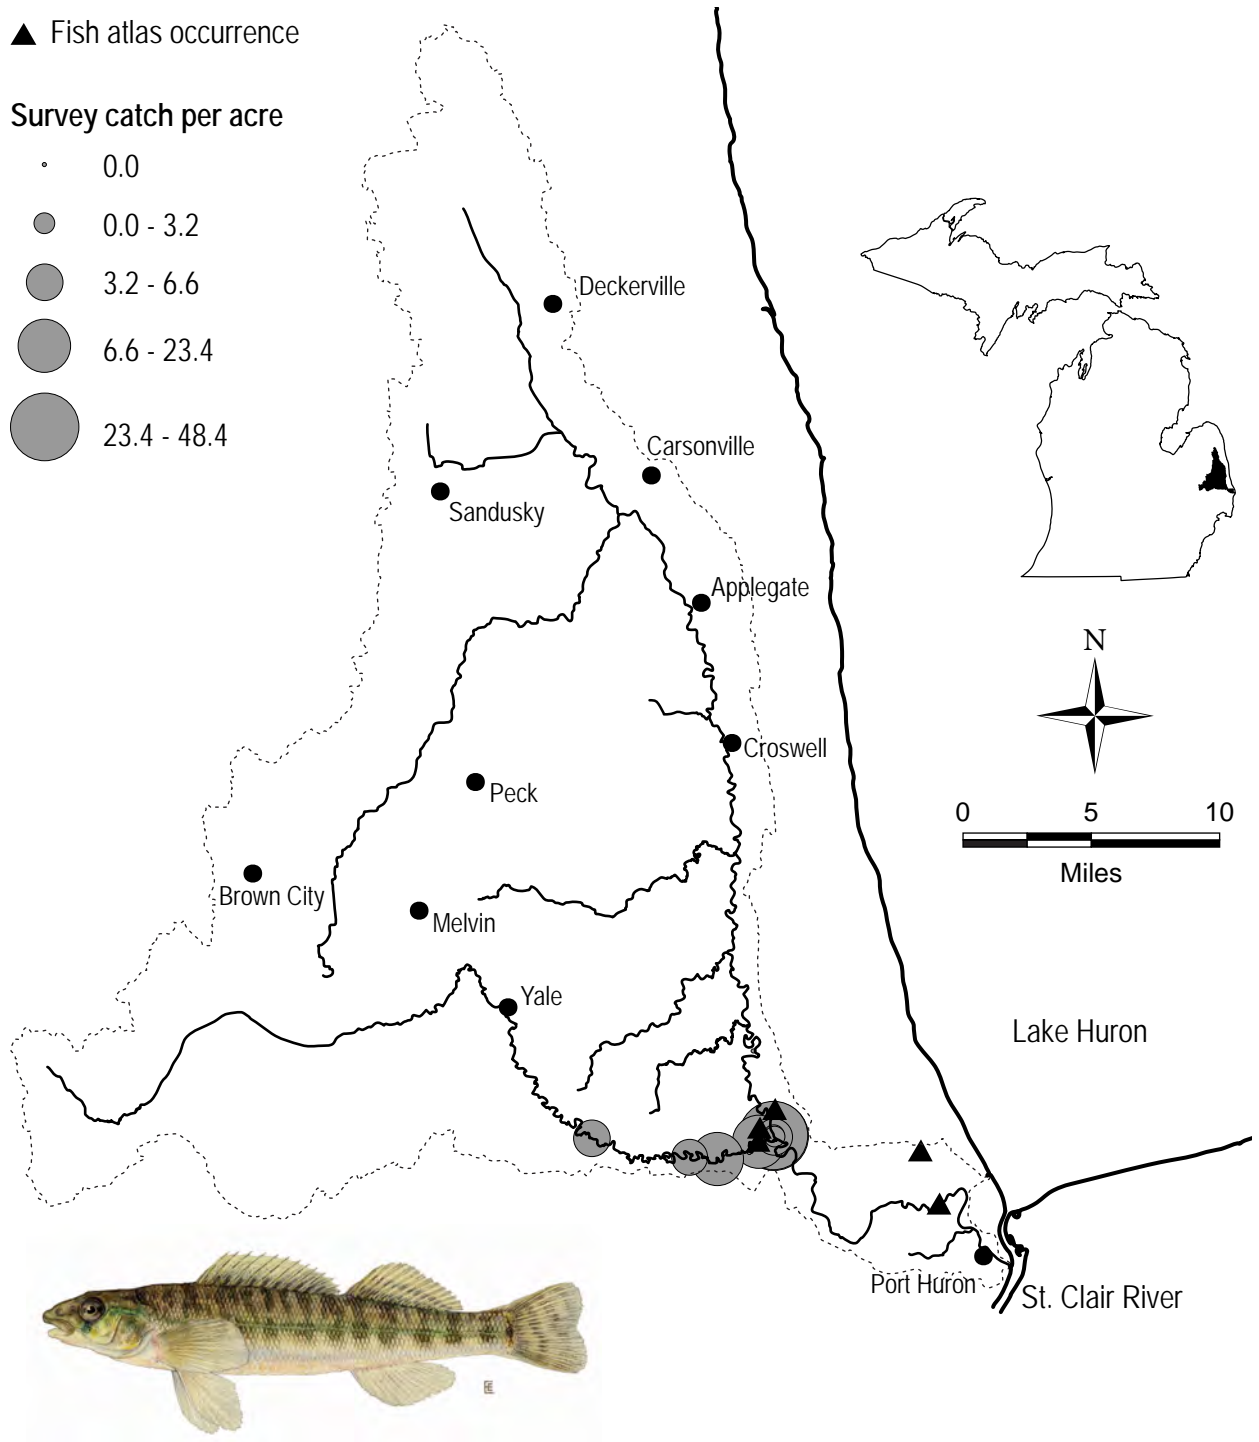 Fish atlas occurrence
Survey catch per acre
0.0
0.0 - 3.2
3.2 - 6.6
6.6 - 23.4
23.4 - 48.4
Deckerville
Carsonville
Sandusky
Applegate
N
Croswell
Peck
0 5 10
Miles
Brown City
Melvin
Yale
Lake Huron
Port Huron
St. Clair River